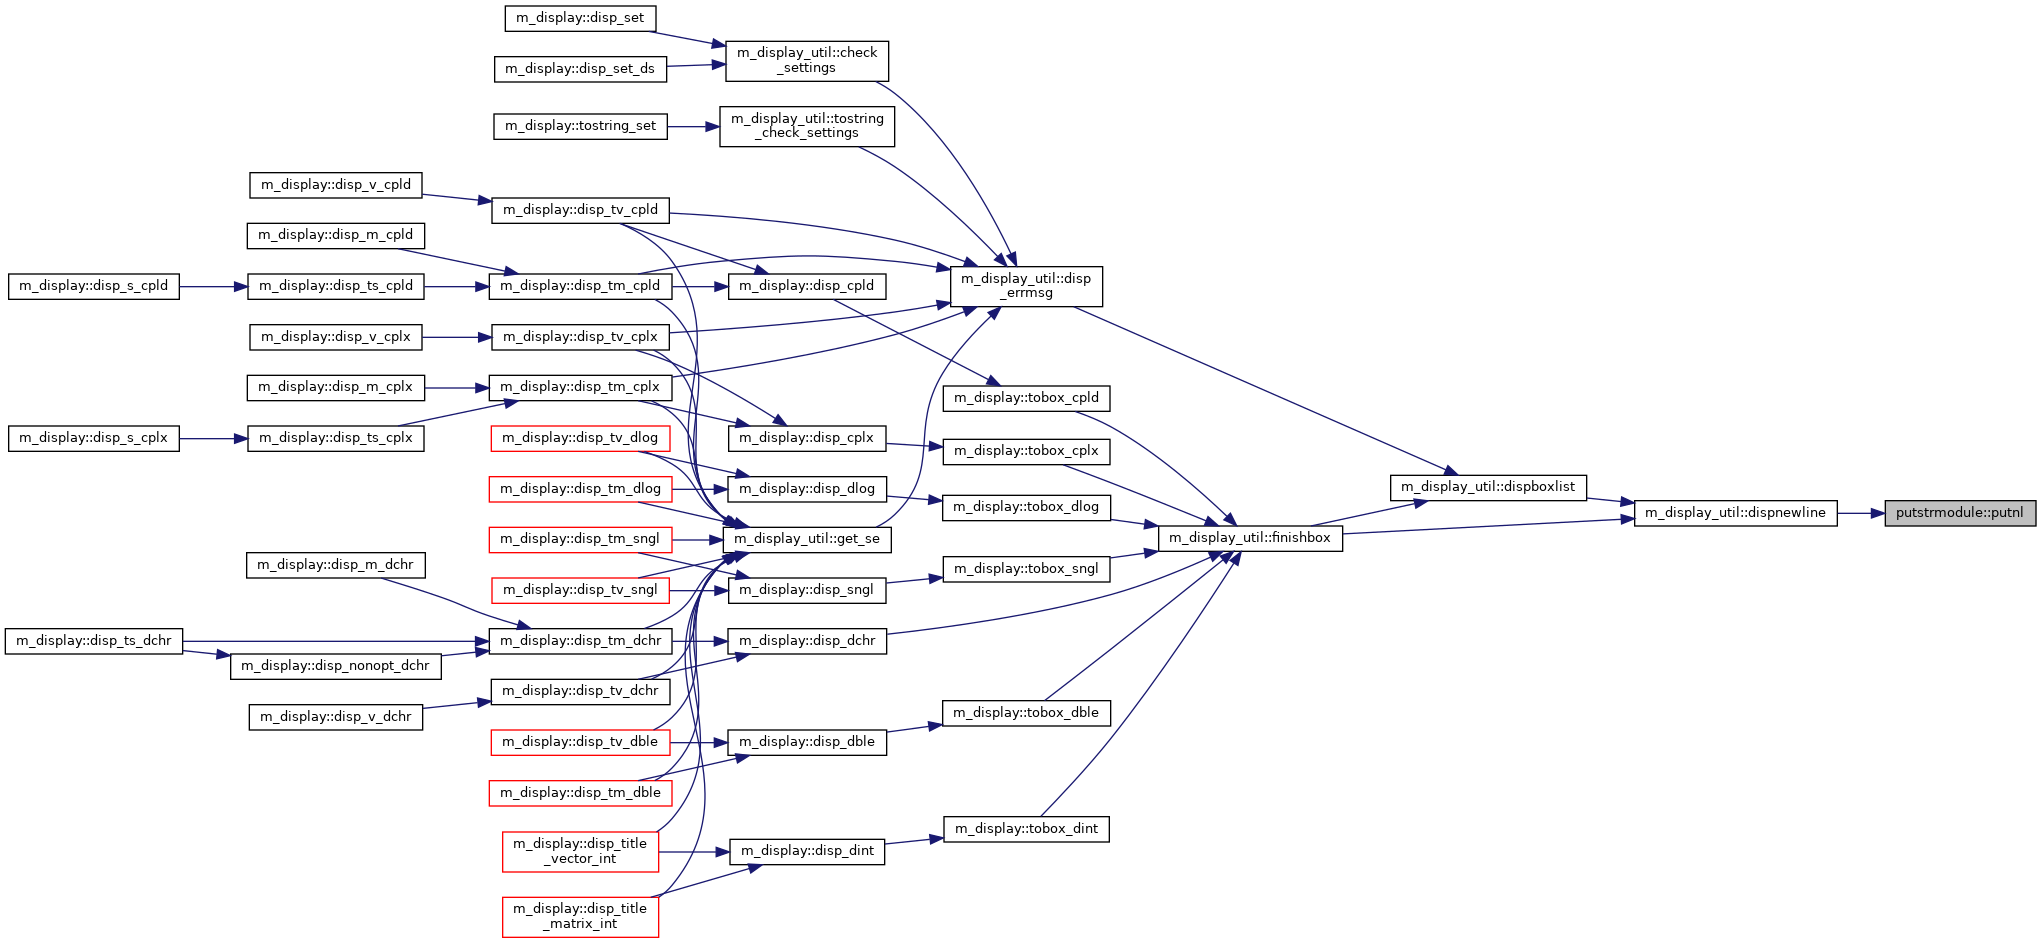 m_display::disp_set
m_display_util::check
_settings
m_display::disp_set_ds
m_display_util::tostring
_check_settings
m_display::tostring_set
m_display::disp_v_cpld
m_display::disp_tv_cpld
m_display::disp_m_cpld
m_display::disp_s_cpld
m_display::disp_ts_cpld
m_display::disp_tm_cpld
m_display::disp_cpld
m_display_util::disp
_errmsg
m_display::disp_v_cplx
m_display::disp_tv_cplx
m_display::disp_m_cplx
m_display::disp_tm_cplx
m_display::tobox_cpld
m_display::disp_s_cplx
m_display::disp_ts_cplx
m_display::disp_tv_dlog
m_display::disp_cplx
m_display::tobox_cplx
m_display::disp_tm_dlog
m_display::disp_dlog
m_display::tobox_dlog
m_display_util::dispboxlist
m_display_util::dispnewline
putstrmodule::putnl
m_display::disp_tm_sngl
m_display_util::get_se
m_display_util::finishbox
m_display::disp_m_dchr
m_display::disp_tv_sngl
m_display::disp_sngl
m_display::tobox_sngl
m_display::disp_ts_dchr
m_display::disp_nonopt_dchr
m_display::disp_tm_dchr
m_display::disp_dchr
m_display::disp_v_dchr
m_display::disp_tv_dchr
m_display::disp_tv_dble
m_display::disp_dble
m_display::tobox_dble
m_display::disp_tm_dble
m_display::disp_title
_vector_int
m_display::disp_dint
m_display::tobox_dint
m_display::disp_title
_matrix_int